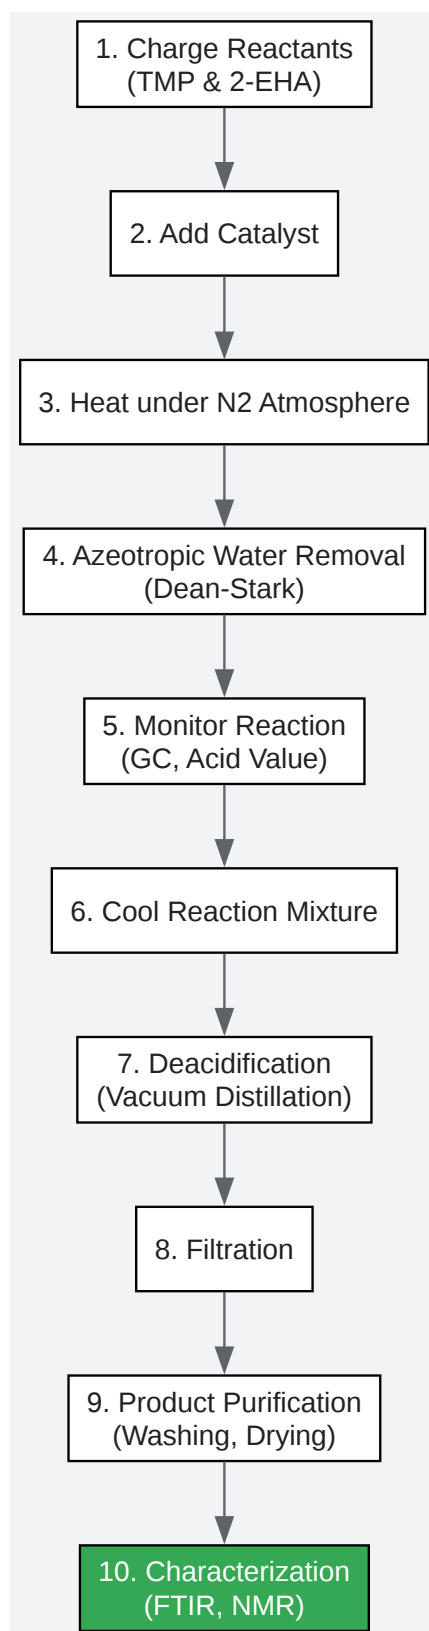 1. Charge Reactants
(TMP & 2-EHA)
2. Add Catalyst
3. Heat under N2 Atmosphere
4. Azeotropic Water Removal
(Dean-Stark)
5. Monitor Reaction
(GC, Acid Value)
6. Cool Reaction Mixture
7. Deacidification
(Vacuum Distillation)
8. Filtration
9. Product Purification
(Washing, Drying)
10. Characterization
(FTIR, NMR)